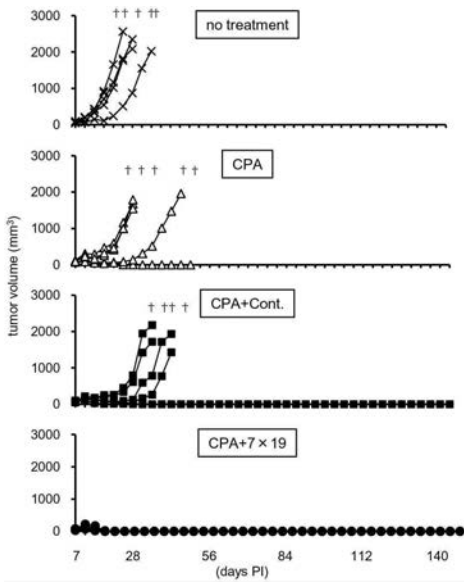 †† † ††
no treatment
3000
2000
1000
0
† † † † †
CPA
3000
2000
1000
0
tumor volume (mm³)
† †† †
CPA+Cont.
3000
2000
1000
0
CPA+7×19
3000
2000
1000
0
7 28 56 84 112 140
(days PI)